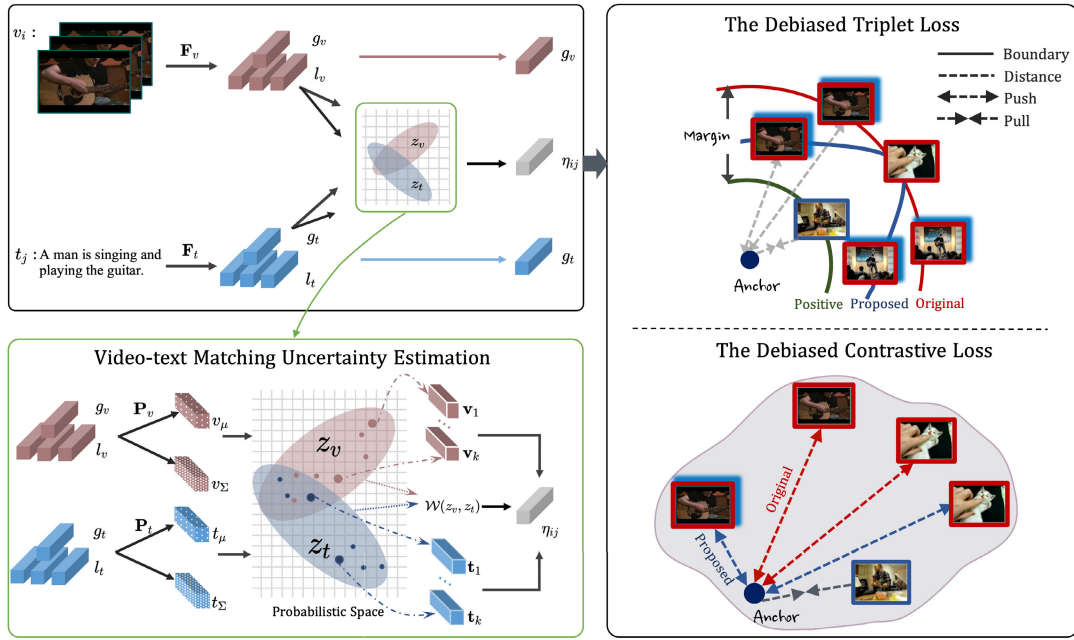 v_i :
F_v
g_v
l_v
g_v
z_v
z_t
η_ij
t_j : A man is singing and
playing the guitar.
F_t
g_t
l_t
g_t
Video-text Matching Uncertainty Estimation
g_v
l_v
P_v
v_μ
v_Σ
g_t
l_t
P_t
t_μ
t_Σ
z_v
z_t
Probabilistic Space
v_1
v_k
W(z_v, z_t)
t_1
t_k
η_ij
The Debiased Triplet Loss
Boundary
Distance
Push
Pull
Margin
Anchor
Positive Proposed Original
The Debiased Contrastive Loss
Original
Proposed
Anchor